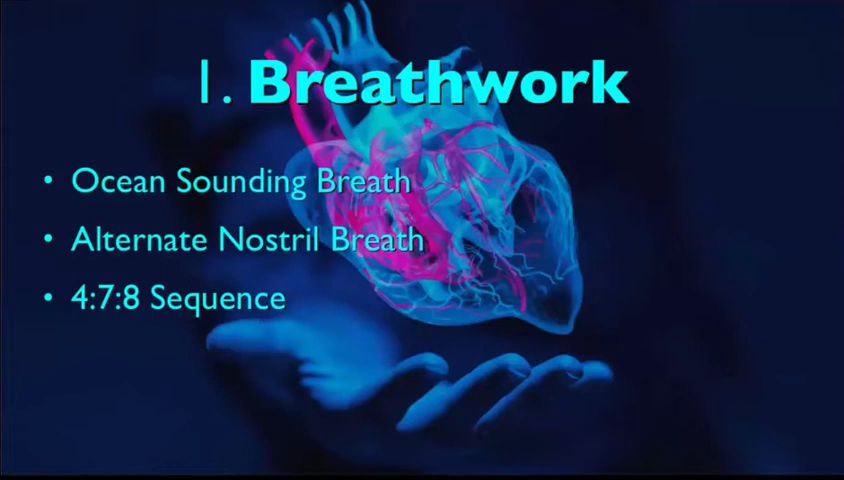 1. Breathwork
• Ocean Sounding Breath
• Alternate Nostril Breath
• 4:7:8 Sequence